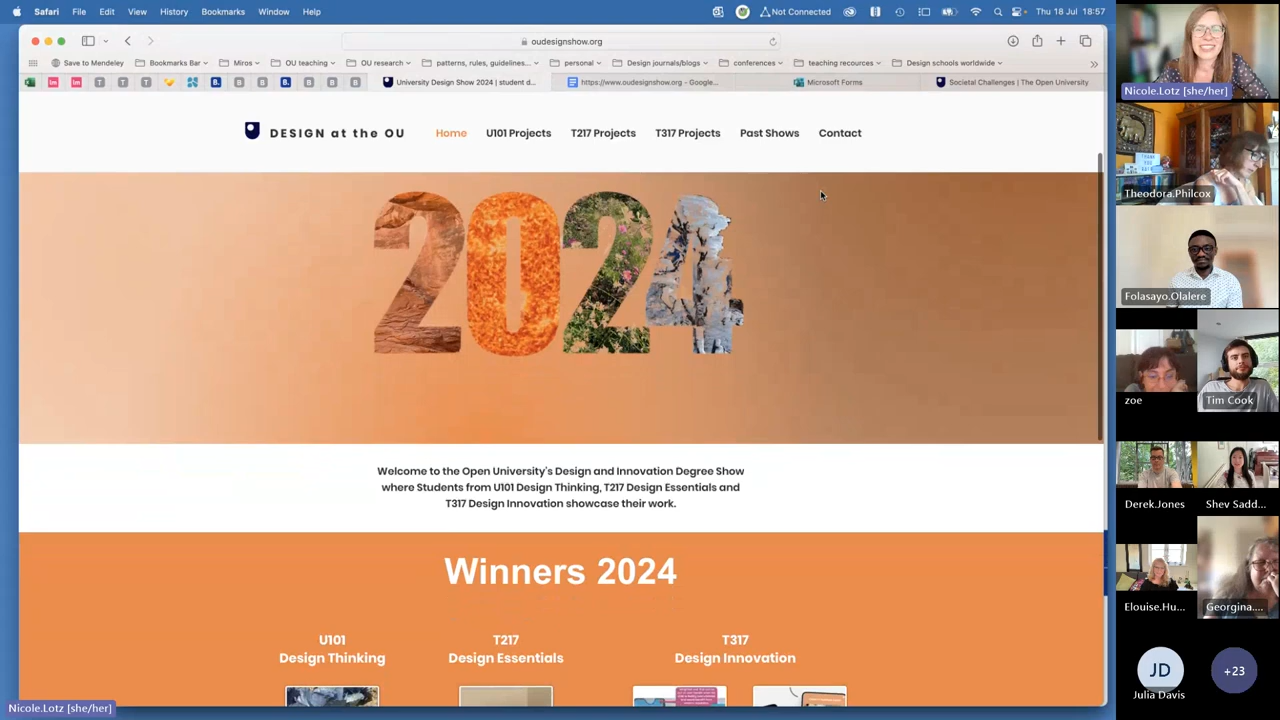 Safari File Edit View History Bookmarks Window Help
Not Connected
Thu 18 Jul 18:57
oudesignshow.org
Save to Mendeley Bookmarks Bar Miros OU teaching OU research patterns, rules, guidelines... personal Design journals/blogs conferences teaching recources Design schools worldwide
University Design Show 2024 | student d... https://www.oudesignshow.org - Google... Microsoft Forms Societal Challenges | The Open University
DESIGN at the OU Home U101 Projects T217 Projects T317 Projects Past Shows Contact
2024
Welcome to the Open University's Design and Innovation Degree Show
where Students from U101 Design Thinking, T217 Design Essentials and
T317 Design Innovation showcase their work.
Winners 2024
U101
Design Thinking
T217
Design Essentials
T317
Design Innovation
Nicole.Lotz [she/her]
Nicole.Lotz [she/her]
THANK YOU
Theodora.Philcox
Folasayo.Olalere
zoe
Tim Cook
Derek.Jones
Shev Sadd...
Elouise.Hu...
Georgina....
JD
Julia Davis
+23